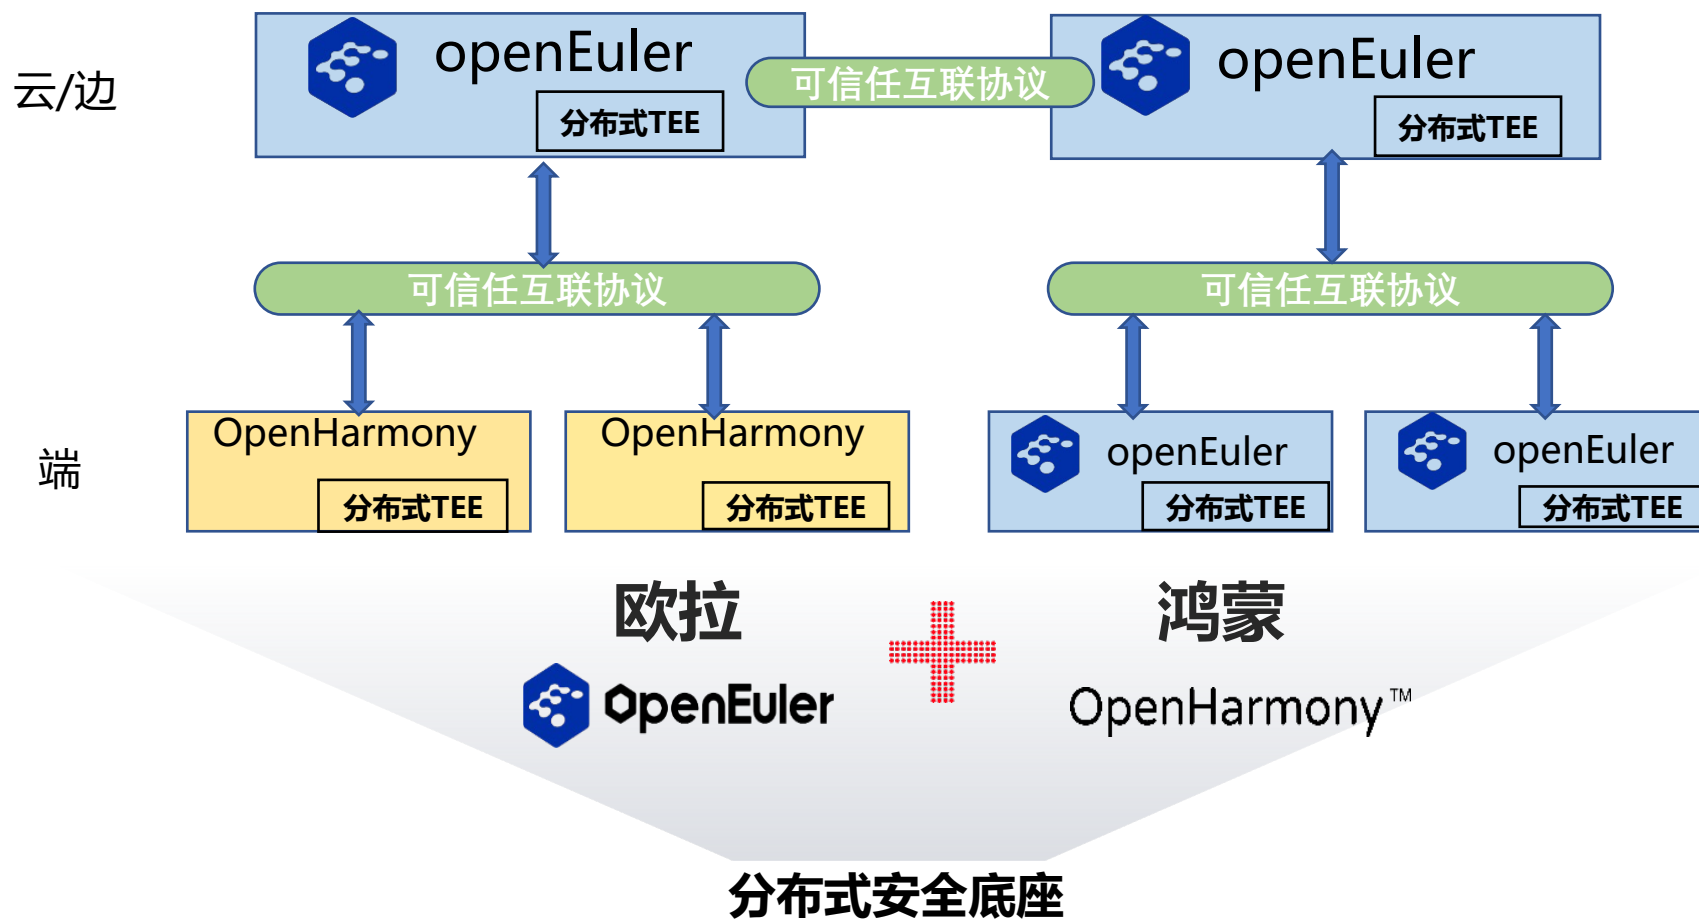 云/边
openEuler
分布式TEE
可信任互联协议
openEuler
分布式TEE
可信任互联协议
可信任互联协议
端
OpenHarmony
分布式TEE
OpenHarmony
分布式TEE
openEuler
分布式TEE
openEuler
分布式TEE
欧拉
鸿蒙
OpenEuler
OpenHarmony™
分布式安全底座